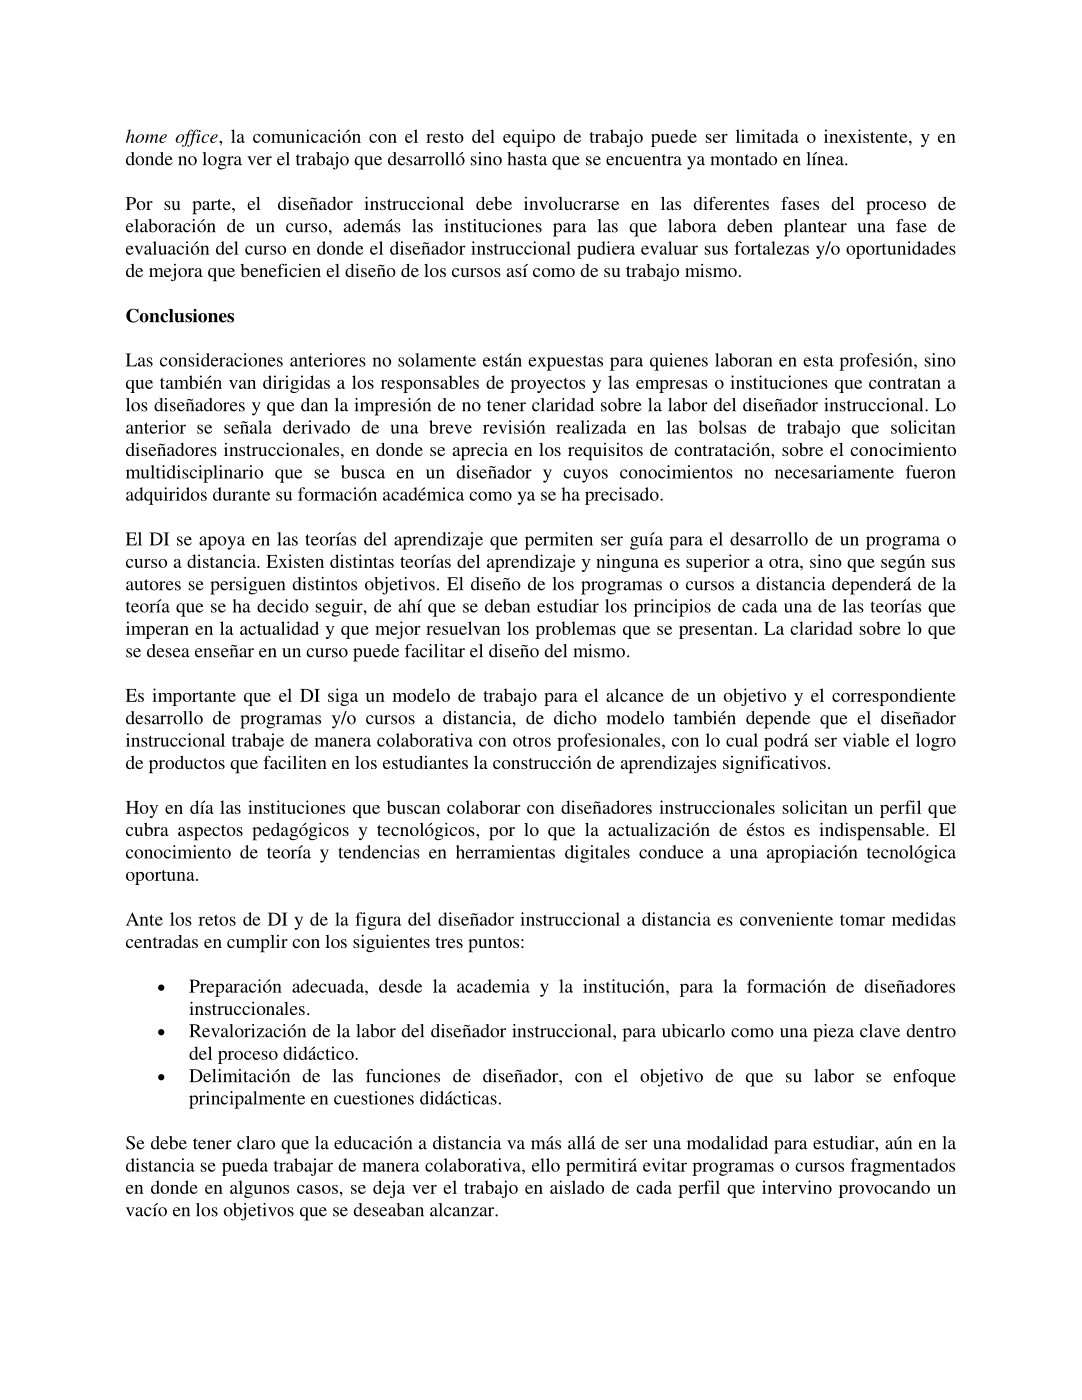 home office, la comunicación con el resto del equipo de trabajo puede ser limitada o inexistente, y en
donde no logra ver el trabajo que desarrolló sino hasta que se encuentra ya montado en línea.
Por su parte, el diseñador instruccional debe involucrarse en las diferentes fases del proceso de
elaboración de un curso, además las instituciones para las que labora deben plantear una fase de
evaluación del curso en donde el diseñador instruccional pudiera evaluar sus fortalezas y/o oportunidades
de mejora que beneficien el diseño de los cursos así como de su trabajo mismo.
Conclusiones
Las consideraciones anteriores no solamente están expuestas para quienes laboran en esta profesión, sino
que también van dirigidas a los responsables de proyectos y las empresas o instituciones que contratan a
los diseñadores y que dan la impresión de no tener claridad sobre la labor del diseñador instruccional. Lo
anterior se señala derivado de una breve revisión realizada en las bolsas de trabajo que solicitan
diseñadores instruccionales, en donde se aprecia en los requisitos de contratación, sobre el conocimiento
multidisciplinario que se busca en un diseñador y cuyos conocimientos no necesariamente fueron
adquiridos durante su formación académica como ya se ha precisado.
El DI se apoya en las teorías del aprendizaje que permiten ser guía para el desarrollo de un programa o
curso a distancia. Existen distintas teorías del aprendizaje y ninguna es superior a otra, sino que según sus
autores se persiguen distintos objetivos. El diseño de los programas o cursos a distancia dependerá de la
teoría que se ha decido seguir, de ahí que se deban estudiar los principios de cada una de las teorías que
imperan en la actualidad y que mejor resuelvan los problemas que se presentan. La claridad sobre lo que
se desea enseñar en un curso puede facilitar el diseño del mismo.
Es importante que el DI siga un modelo de trabajo para el alcance de un objetivo y el correspondiente
desarrollo de programas y/o cursos a distancia, de dicho modelo también depende que el diseñador
instruccional trabaje de manera colaborativa con otros profesionales, con lo cual podrá ser viable el logro
de productos que faciliten en los estudiantes la construcción de aprendizajes significativos.
Hoy en día las instituciones que buscan colaborar con diseñadores instruccionales solicitan un perfil que
cubra aspectos pedagógicos y tecnológicos, por lo que la actualización de éstos es indispensable. El
conocimiento de teoría y tendencias en herramientas digitales conduce a una apropiación tecnológica
oportuna.
Ante los retos de DI y de la figura del diseñador instruccional a distancia es conveniente tomar medidas
centradas en cumplir con los siguientes tres puntos:
• Preparación adecuada, desde la academia y la institución, para la formación de diseñadores
instruccionales.
• Revalorización de la labor del diseñador instruccional, para ubicarlo como una pieza clave dentro
del proceso didáctico.
• Delimitación de las funciones de diseñador, con el objetivo de que su labor se enfoque
principalmente en cuestiones didácticas.
Se debe tener claro que la educación a distancia va más allá de ser una modalidad para estudiar, aún en la
distancia se pueda trabajar de manera colaborativa, ello permitirá evitar programas o cursos fragmentados
en donde en algunos casos, se deja ver el trabajo en aislado de cada perfil que intervino provocando un
vacío en los objetivos que se deseaban alcanzar.